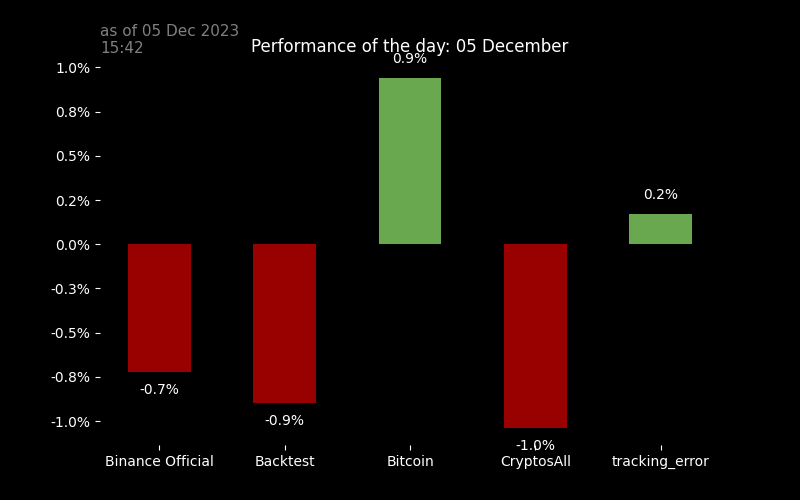 as of 05 Dec 2023
15:42
Performance of the day: 05 December
1.0%
0.8%
0.5%
0.2%
0.0%
-0.3%
-0.5%
-0.8%
-1.0%
-0.7%
-0.9%
0.9%
-1.0%
0.2%
Binance Official
Backtest
Bitcoin
CryptosAll
tracking_error